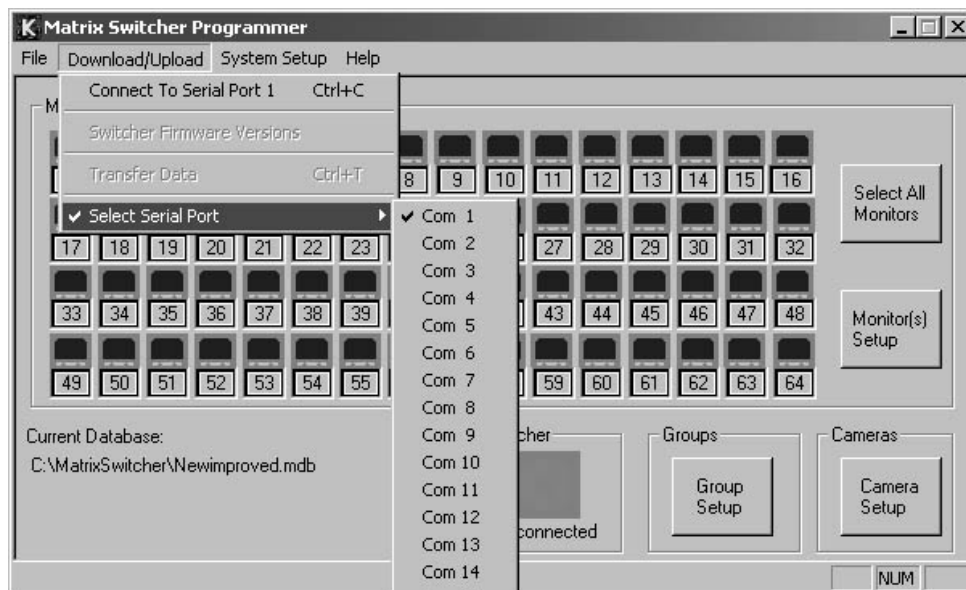 K Matrix Switcher Programmer
File Download/Upload System Setup Help
Connect To Serial Port 1 Ctrl+C
Switcher Firmware Versions
Transfer Data Ctrl+T
Select Serial Port
M
8 9 10 11 12 13 14 15 16
17 18 19 20 21 22 23 27 28 29 30 31 32
33 34 35 36 37 38 39 43 44 45 46 47 48
49 50 51 52 53 54 55 59 60 61 62 63 64
Com 1
Com 2
Com 3
Com 4
Com 5
Com 6
Com 7
Com 8
Com 9
Com 10
Com 11
Com 12
Com 13
Com 14
Select All
Monitors
Monitor(s)
Setup
Current Database:
C:\MatrixSwitcher\Newimproved.mdb
cher
connected
Groups
Group
Setup
Cameras
Camera
Setup
NUM